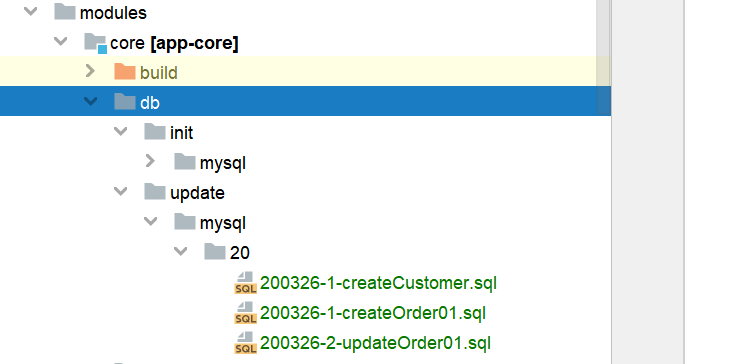 modules
core [app-core]
build
db
init
mysql
update
mysql
20
SQL 200326-1-createCustomer.sql
SQL 200326-1-createOrder01.sql
SQL 200326-2-updateOrder01.sql